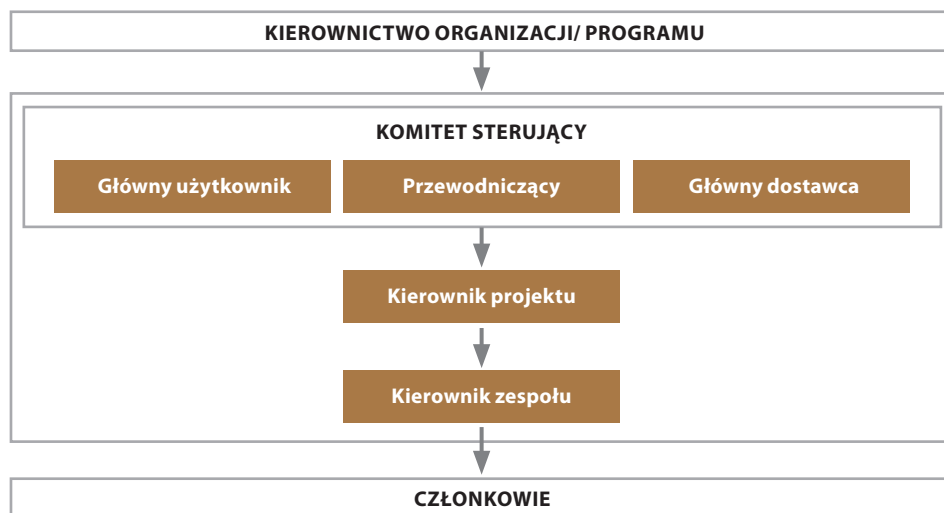 KIEROWNICTWO ORGANIZACJI/ PROGRAMU
KOMITET STERUJĄCY
Główny użytkownik
Przewodniczący
Główny dostawca
Kierownik projektu
Kierownik zespołu
CZŁONKOWIE